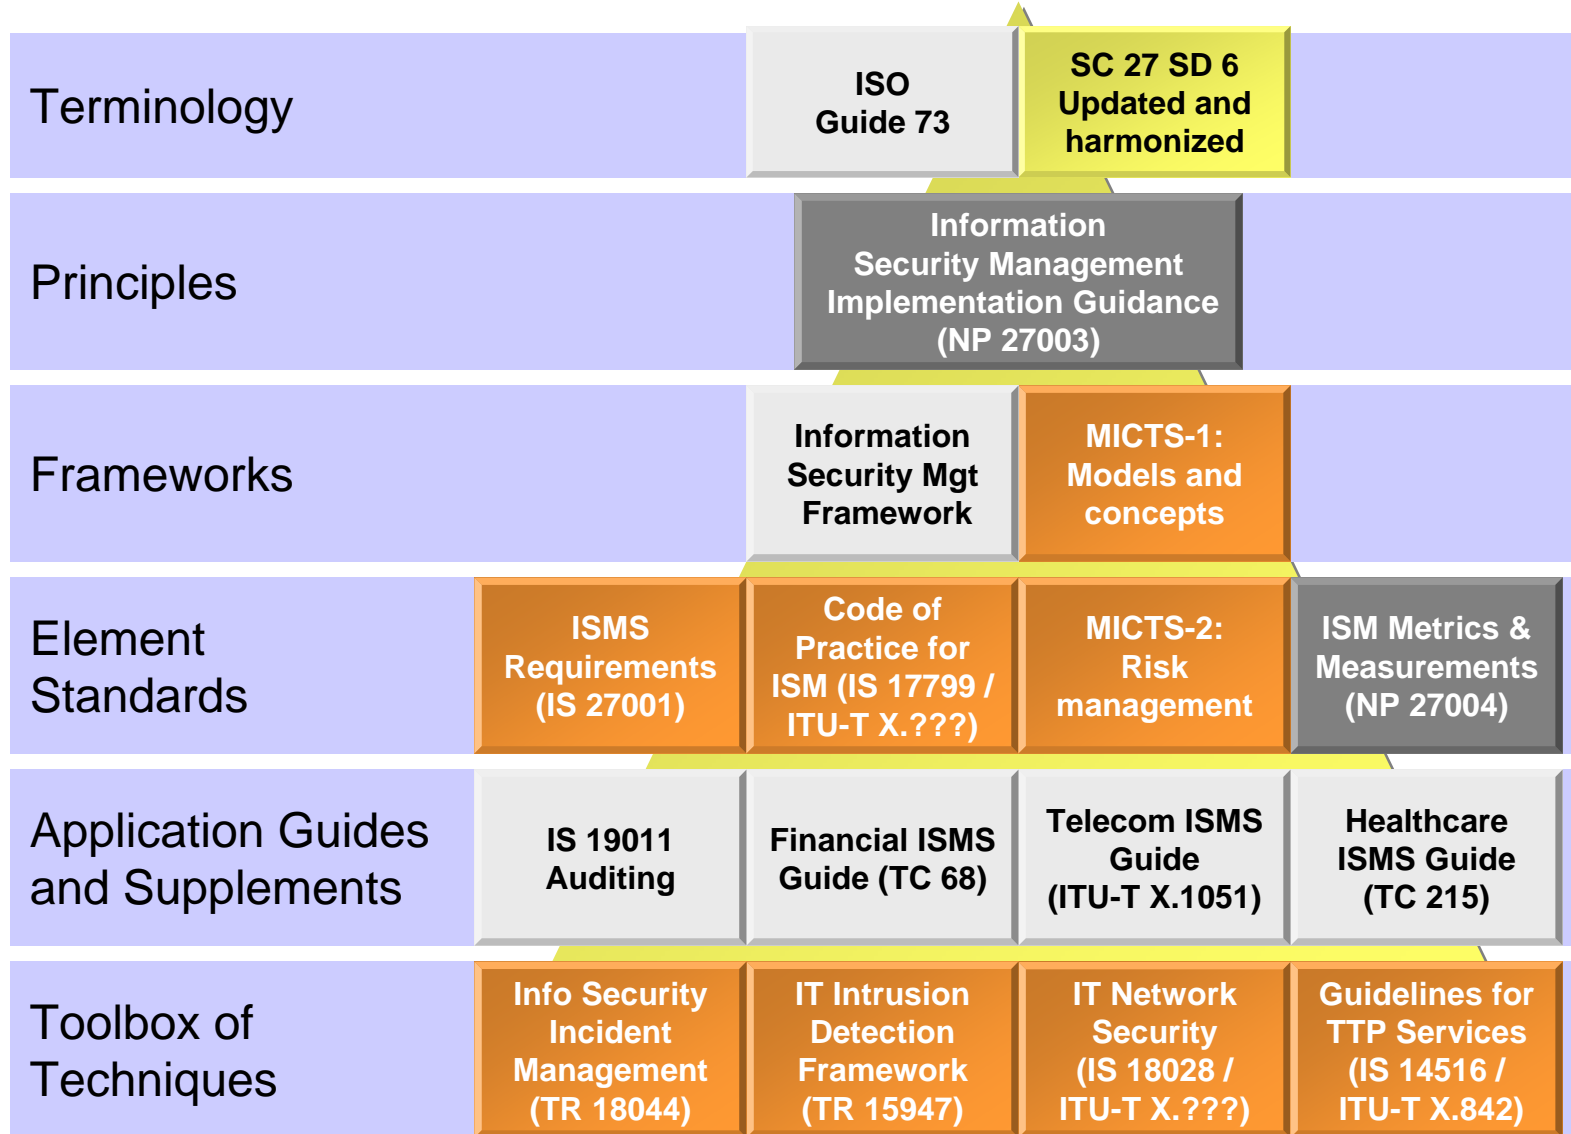 Terminology
ISO
Guide 73
SC 27 SD 6
Updated and
harmonized
Principles
Information
Security Management
Implementation Guidance
(NP 27003)
Frameworks
Information
Security Mgt
Framework
MICTS-1:
Models and
concepts
Element
Standards
ISMS
Requirements
(IS 27001)
Code of
Practice for
ISM (IS 17799 /
ITU-T X.???)
MICTS-2:
Risk
management
ISM Metrics &
Measurements
(NP 27004)
Application Guides
and Supplements
IS 19011
Auditing
Financial ISMS
Guide (TC 68)
Telecom ISMS
Guide
(ITU-T X.1051)
Healthcare
ISMS Guide
(TC 215)
Toolbox of
Techniques
Info Security
Incident
Management
(TR 18044)
IT Intrusion
Detection
Framework
(TR 15947)
IT Network
Security
(IS 18028 /
ITU-T X.???)
Guidelines for
TTP Services
(IS 14516 /
ITU-T X.842)